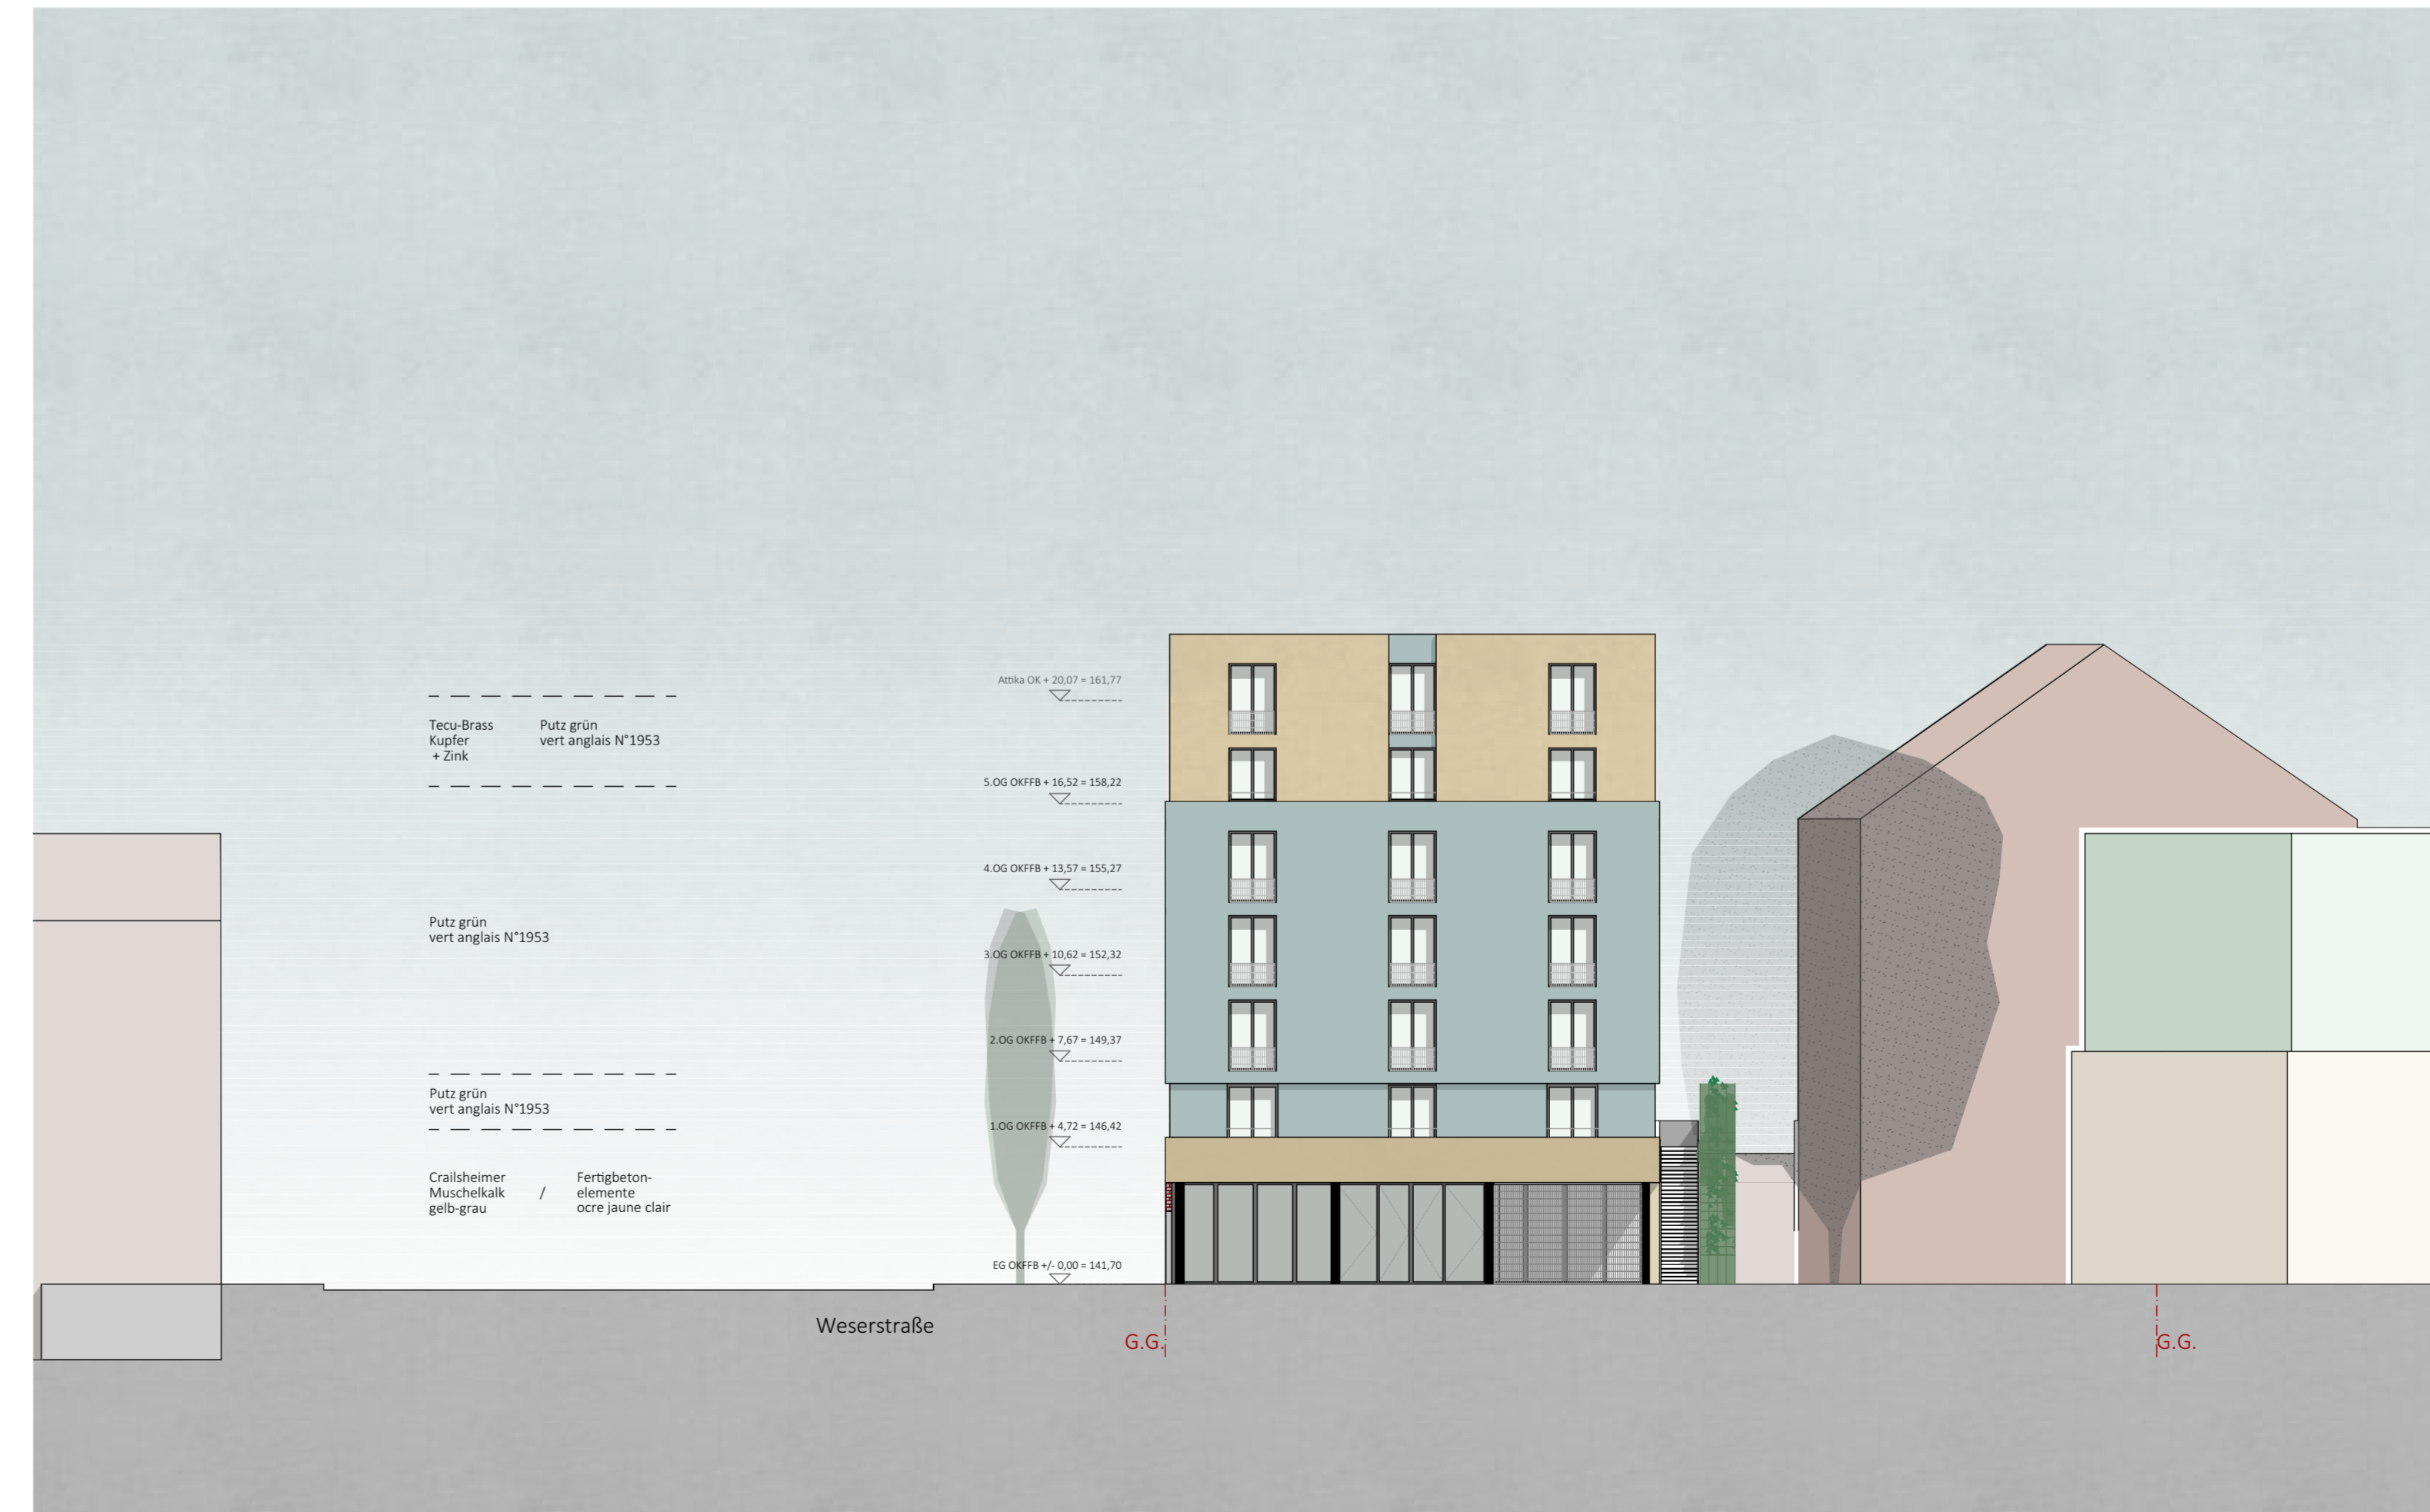 Attika OK + 20,07 = 161,77
Tecu-Brass
Kupfer
+ Zink
Putz grün
vert anglais N°1953
5.OG OKFFB + 16,52 = 158,22
4.OG OKFFB + 13,57 = 155,27
Putz grün
vert anglais N°1953
3.OG OKFFB + 10,62 = 152,32
2.OG OKFFB + 7,67 = 149,37
Putz grün
vert anglais N°1953
1.OG OKFFB + 4,72 = 146,42
Crailsheimer
Muschelkalk
gelb-grau
/
Fertigbeton-
elemente
ocre jaune clair
EG OKFFB +/- 0,00 = 141,70
Weserstraße
G.G.
G.G.